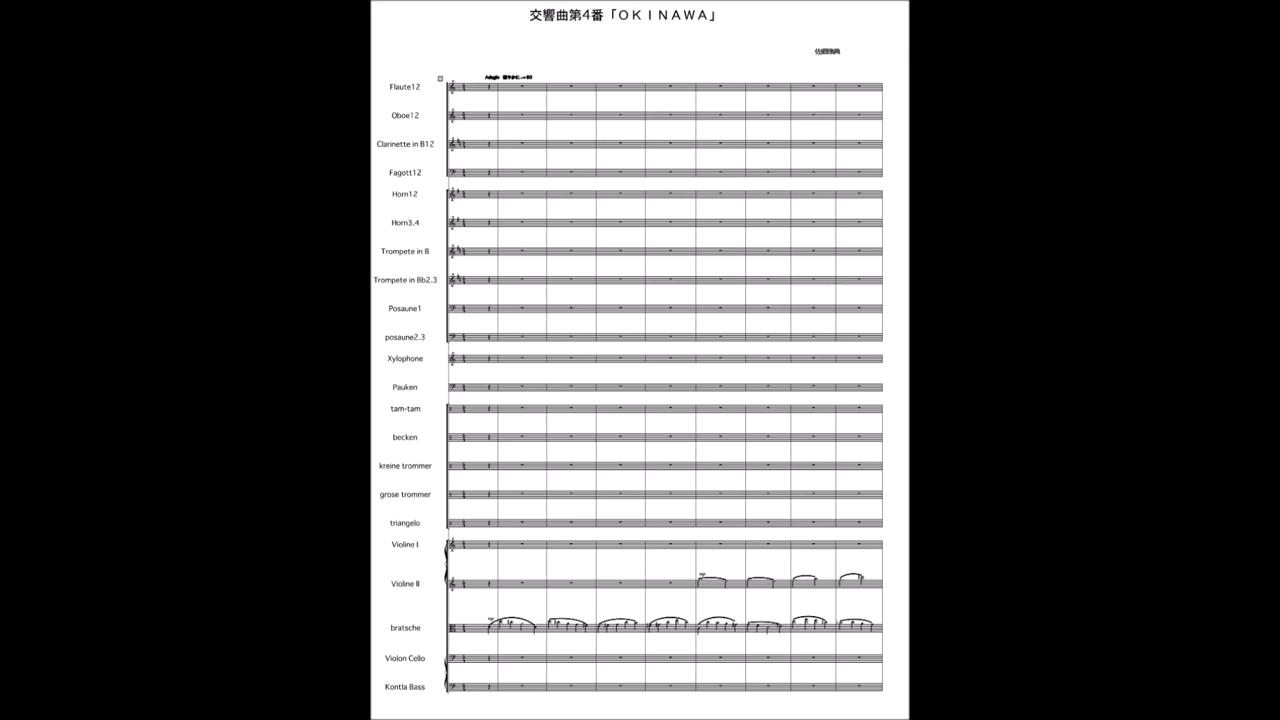 交響曲第4番「ＯＫＩＮＡＷＡ」
Flaute12
Oboe12
Clarinette in B12
Fagott12
Horn12
Horn3.4
Trompete in B
Trompete in Bb2.3
Posaune1
posaune2.3
Xylophone
Pauken
tam-tam
becken
kreine trommer
grose trommer
triangelo
Violine Ⅰ
Violine Ⅱ
bratsche
Violon Cello
Kontla Bass